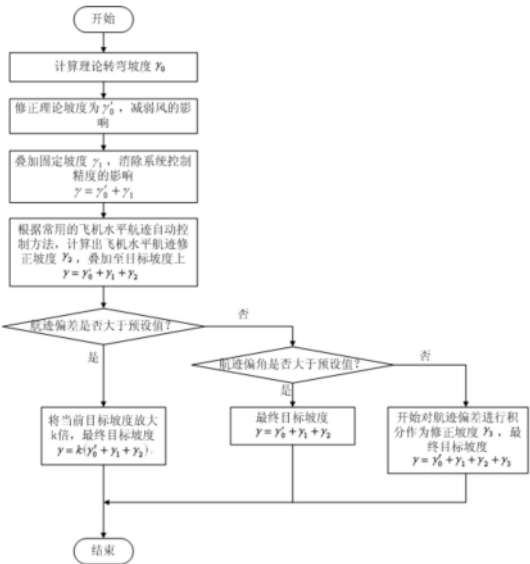 开始
计算理论转弯坡度 γ₀
修正理论坡度为 γ₀′，减弱风的影
响
叠加固定坡度 γ₁，消除系统控制
精度的影响
γ = γ₀′ + γ₁
根据常用的飞机水平航迹自动控
制方法，计算出飞机水平航迹修
正坡度 γ₂，叠加至目标坡度上
γ = γ₀′ + γ₁ + γ₂
航迹偏差是否大于预设值？
否
是
航迹偏角是否大于预设值？
否
是
将当前目标坡度放大
k倍，最终目标坡度
γ = k(γ₀′ + γ₁ + γ₂).
最终目标坡度
γ = γ₀′ + γ₁ + γ₂
开始对航迹偏差进行积
分作为修正坡度 γ₃，最
终目标坡度
γ = γ₀′ + γ₁ + γ₂ + γ₃
结束